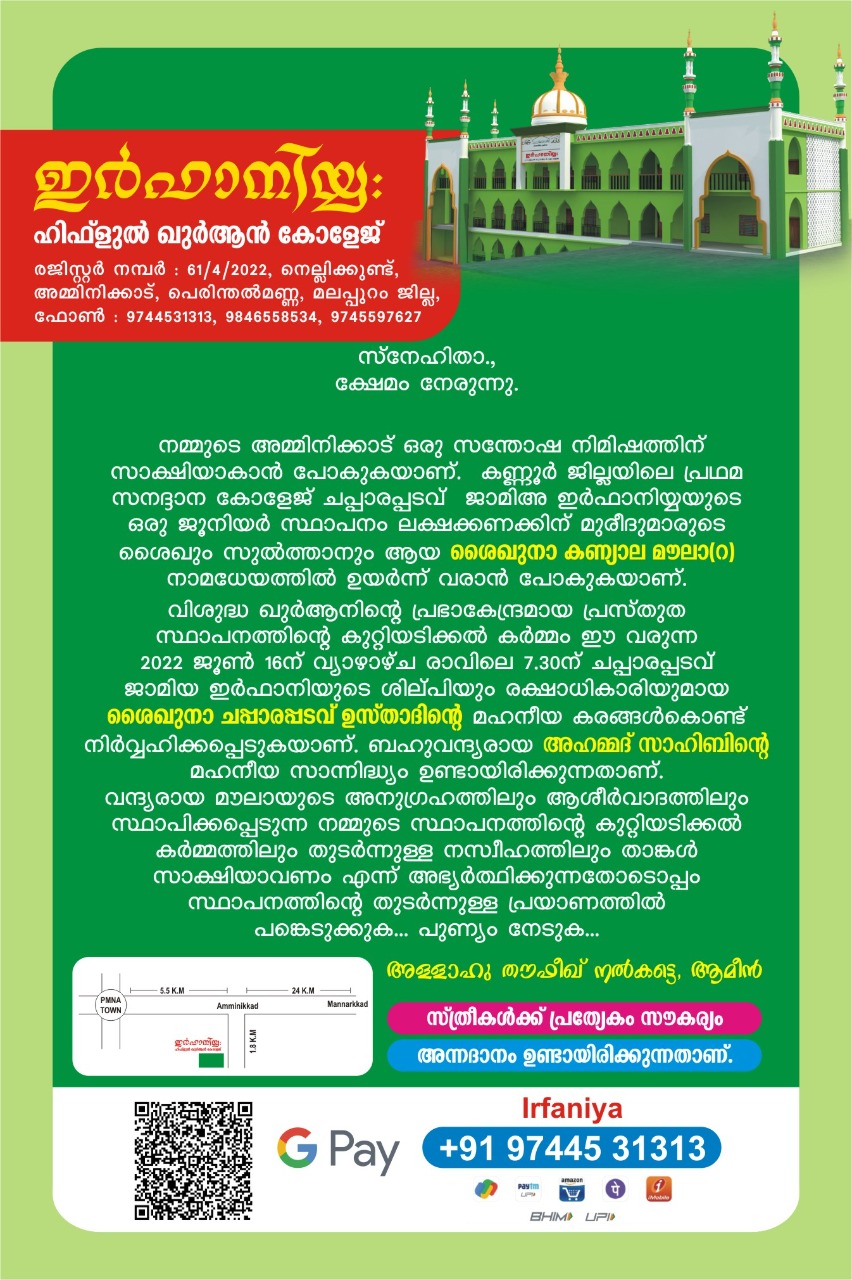 ഇർഫാനിയ്യ:
ഹിഫ്ളുൽ ഖുർആൻ കോളേജ്
രജിസ്റ്റർ നമ്പർ : 61/4/2022, നെല്ലിക്കുണ്ട്,
അമ്മിനിക്കാട്, പെരിന്തൽമണ്ണ, മലപ്പുറം ജില്ല,
ഫോൺ : 9744531313, 9846558534, 9745597627
ഇർഫാനിയ്യ:
സ്നേഹിതാ.,
ക്ഷേമം നേരുന്നു.
നമ്മുടെ അമ്മിനിക്കാട് ഒരു സന്തോഷ നിമിഷത്തിന്
സാക്ഷിയാകാൻ പോകുകയാണ്. കണ്ണൂർ ജില്ലയിലെ പ്രഥമ
സനദ്ദാന കോളേജ് ചപ്പാരപ്പടവ് ജാമിഅ ഇർഫാനിയ്യയുടെ
ഒരു ജൂനിയർ സ്ഥാപനം ലക്ഷക്കണക്കിന് മുരീദുമാരുടെ
ശൈഖും സുൽത്താനും ആയ ശൈഖുനാ കണ്യാല മൗലാ(റ)
നാമധേയത്തിൽ ഉയർന്ന് വരാൻ പോകുകയാണ്.
വിശുദ്ധ ഖുർആനിന്റെ പ്രഭാകേന്ദ്രമായ പ്രസ്തുത
സ്ഥാപനത്തിന്റെ കുറ്റിയടിക്കൽ കർമ്മം ഈ വരുന്ന
2022 ജൂൺ 16ന് വ്യാഴാഴ്ച രാവിലെ 7.30ന് ചപ്പാരപ്പടവ്
ജാമിയ ഇർഫാനിയുടെ ശില്പിയും രക്ഷാധികാരിയുമായ
ശൈഖുനാ ചപ്പാരപ്പടവ് ഉസ്താദിന്റെ മഹനീയ കരങ്ങൾകൊണ്ട്
നിർവ്വഹിക്കപ്പെടുകയാണ്. ബഹുവന്ദ്യരായ അഹമ്മദ് സാഹിബിന്റെ
മഹനീയ സാന്നിദ്ധ്യം ഉണ്ടായിരിക്കുന്നതാണ്.
വന്ദ്യരായ മൗലായുടെ അനുഗ്രഹത്തിലും ആശീർവാദത്തിലും
സ്ഥാപിക്കപ്പെടുന്ന നമ്മുടെ സ്ഥാപനത്തിന്റെ കുറ്റിയടിക്കൽ
കർമ്മത്തിലും തുടർന്നുള്ള നസ്വീഹത്തിലും താങ്കൾ
സാക്ഷിയാവണം എന്ന് അഭ്യർത്ഥിക്കുന്നതോടൊപ്പം
സ്ഥാപനത്തിന്റെ തുടർന്നുള്ള പ്രയാണത്തിൽ
പങ്കെടുക്കുക... പുണ്യം നേടുക...
അള്ളാഹു തൗഫീഖ് നൽകട്ടെ, ആമീൻ
സ്ത്രീകൾക്ക് പ്രത്യേകം സൗകര്യം
അന്നദാനം ഉണ്ടായിരിക്കുന്നതാണ്.
PMNA
TOWN
5.5 K.M
24 K.M
Amminikkad
Mannarkkad
1.8 K.M
ഇർഫാനിയ്യ:
ഹിഫ്ളുൽ ഖുർആൻ കോളേജ്
G Pay
Irfaniya
+91 97445 31313
paytm
UPI
amazon
iMobile
BHIM UPI